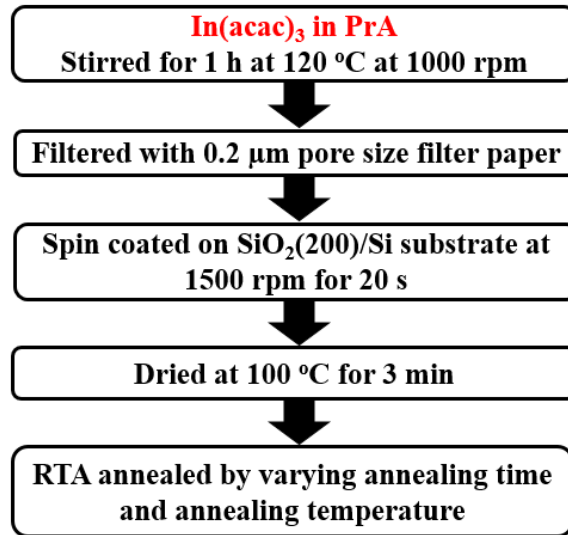 In(acac)₃ in PrA
Stirred for 1 h at 120 ºC at 1000 rpm
Filtered with 0.2 µm pore size filter paper
Spin coated on SiO₂(200)/Si substrate at
1500 rpm for 20 s
Dried at 100 ºC for 3 min
RTA annealed by varying annealing time
and annealing temperature